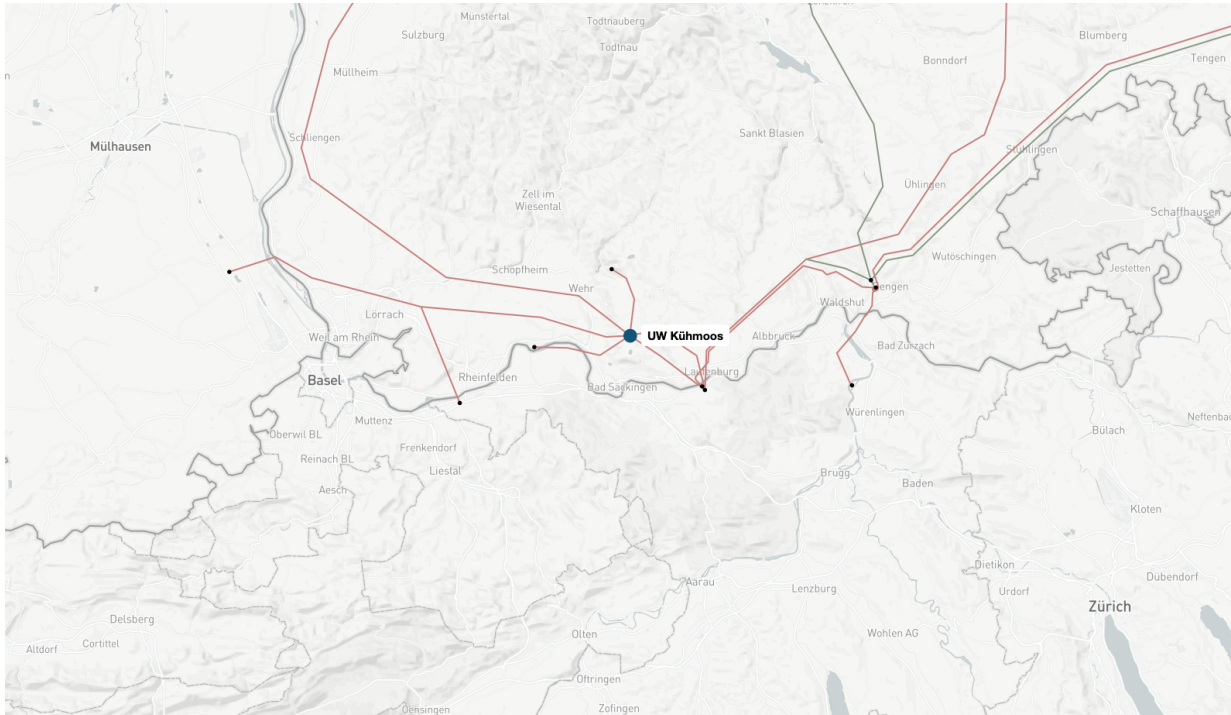 Münstertal
Todtnauberg
Blumberg
Sulzburg
Todtnau
Bonndorf
Tengen
Müllheim
Schliengen
Sankt Blasien
Stühlingen
Mülhausen
Ühlingen
Zell im
Wiesental
Schaffhausen
Wutöschingen
Schopfheim
Jestetten
Wehr
Lörrach
Waldshut
UW Kühmoos
Albbruck
Weil am Rhein
Bad Zurzach
Laufenburg
Rheinfelden
Basel
Bad Säckingen
Muttenz
Würenlingen
Oberwil BL
Frenkendorf
Bülach
Reinach BL
Liestal
Brugg
Baden
Aesch
Kloten
Dietikon
Dübendorf
Aarau
Lenzburg
Urdorf
Zürich
Delsberg
Olten
Wohlen AG
Altdorf
Cortittel
Oftringen
Oensingen
Zofingen